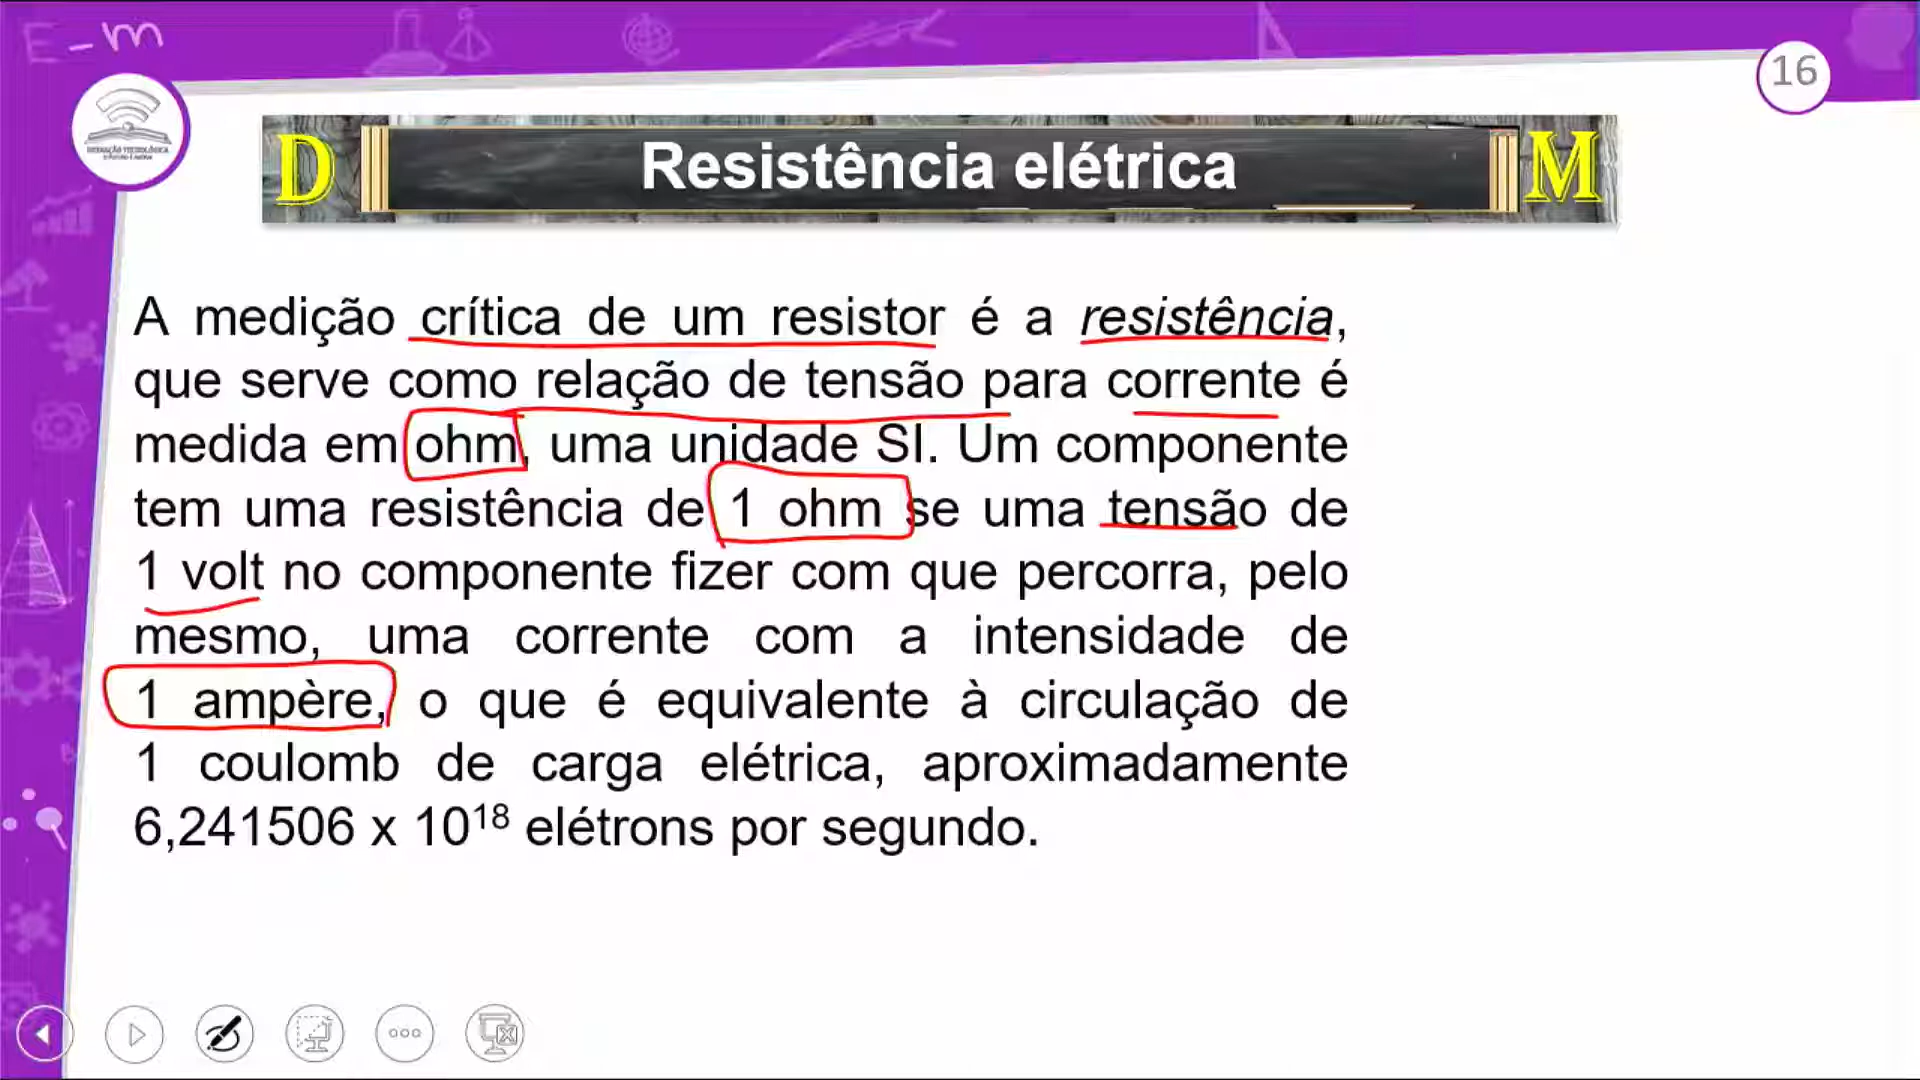 E-m
16
D Resistência elétrica M
A medição crítica de um resistor é a resistência,
que serve como relação de tensão para corrente é
medida em ohm, uma unidade SI. Um componente
tem uma resistência de 1 ohm se uma tensão de
1 volt no componente fizer com que percorra, pelo
mesmo, uma corrente com a intensidade de
1 ampère, o que é equivalente à circulação de
1 coulomb de carga elétrica, aproximadamente
6,241506 x 10¹⁸ elétrons por segundo.